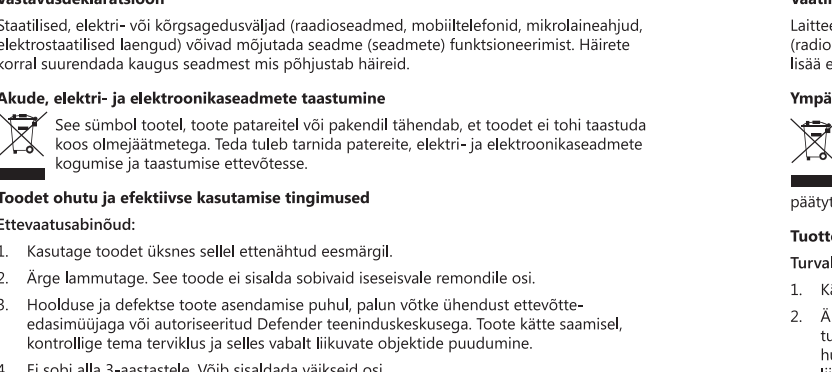 Vastavusdeklaratsioon
Staatilised, elektri- või kõrgsagedusväljad (raadioseadmed, mobiiltelefonid, mikrolaineahjud,
elektrostaatilised laengud) võivad mõjutada seadme (seadmete) funktsioneerimist. Häirete
korral suurendada kaugus seadmest mis põhjustab häireid.
Akude, elektri- ja elektroonikaseadmete taastumine
See sümbol tootel, toote patareitel või pakendil tähendab, et toodet ei tohi taastuda
koos olmejäätmetega. Teda tuleb tarnida patereite, elektri- ja elektroonikaseadmete
kogumise ja taastumise ettevõtesse.
Toodet ohutu ja efektiivse kasutamise tingimused
Ettevaatusabinõud:
1. Kasutage toodet üksnes sellel ettenähtud eesmärgil.
2. Ärge lammutage. See toode ei sisalda sobivaid iseseisvale remondile osi.
3. Hoolduse ja defektse toote asendamise puhul, palun võtke ühendust ettevõtte-
edasimüüjaga või autoriseeritud Defender teeninduskeskusega. Toote kätte saamisel,
kontrollige tema terviklus ja selles vabalt liikuvate objektide puudumine.
4. Ei sobi alla 3-aastastele. Võib sisaldada väikseid osi.
Laittee
(radio
lisää e
Ympä
päätyt
Tuott
Turval
1. Kä
2. Ä
tu
hu